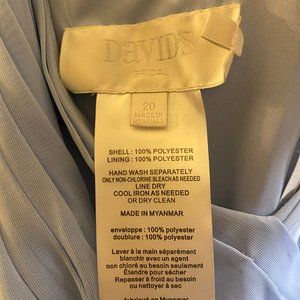 DAVID'S
BRIDAL
20
MADE IN
MYANMAR
SHELL: 100% POLYESTER
LINING: 100% POLYESTER
HAND WASH SEPARATELY
ONLY NON-CHLORINE BLEACH AS NEEDED
LINE DRY
COOL IRON AS NEEDED
OR DRY CLEAN
MADE IN MYANMAR
enveloppe : 100% polyester
doublure : 100% polyester
Laver à la main séparément
blanchir avec un agent
non chloré au besoin seulement
Étendre pour sécher
Repasser à froid au besoin
ou nettoyer à sec
fabriqué en Myanmar